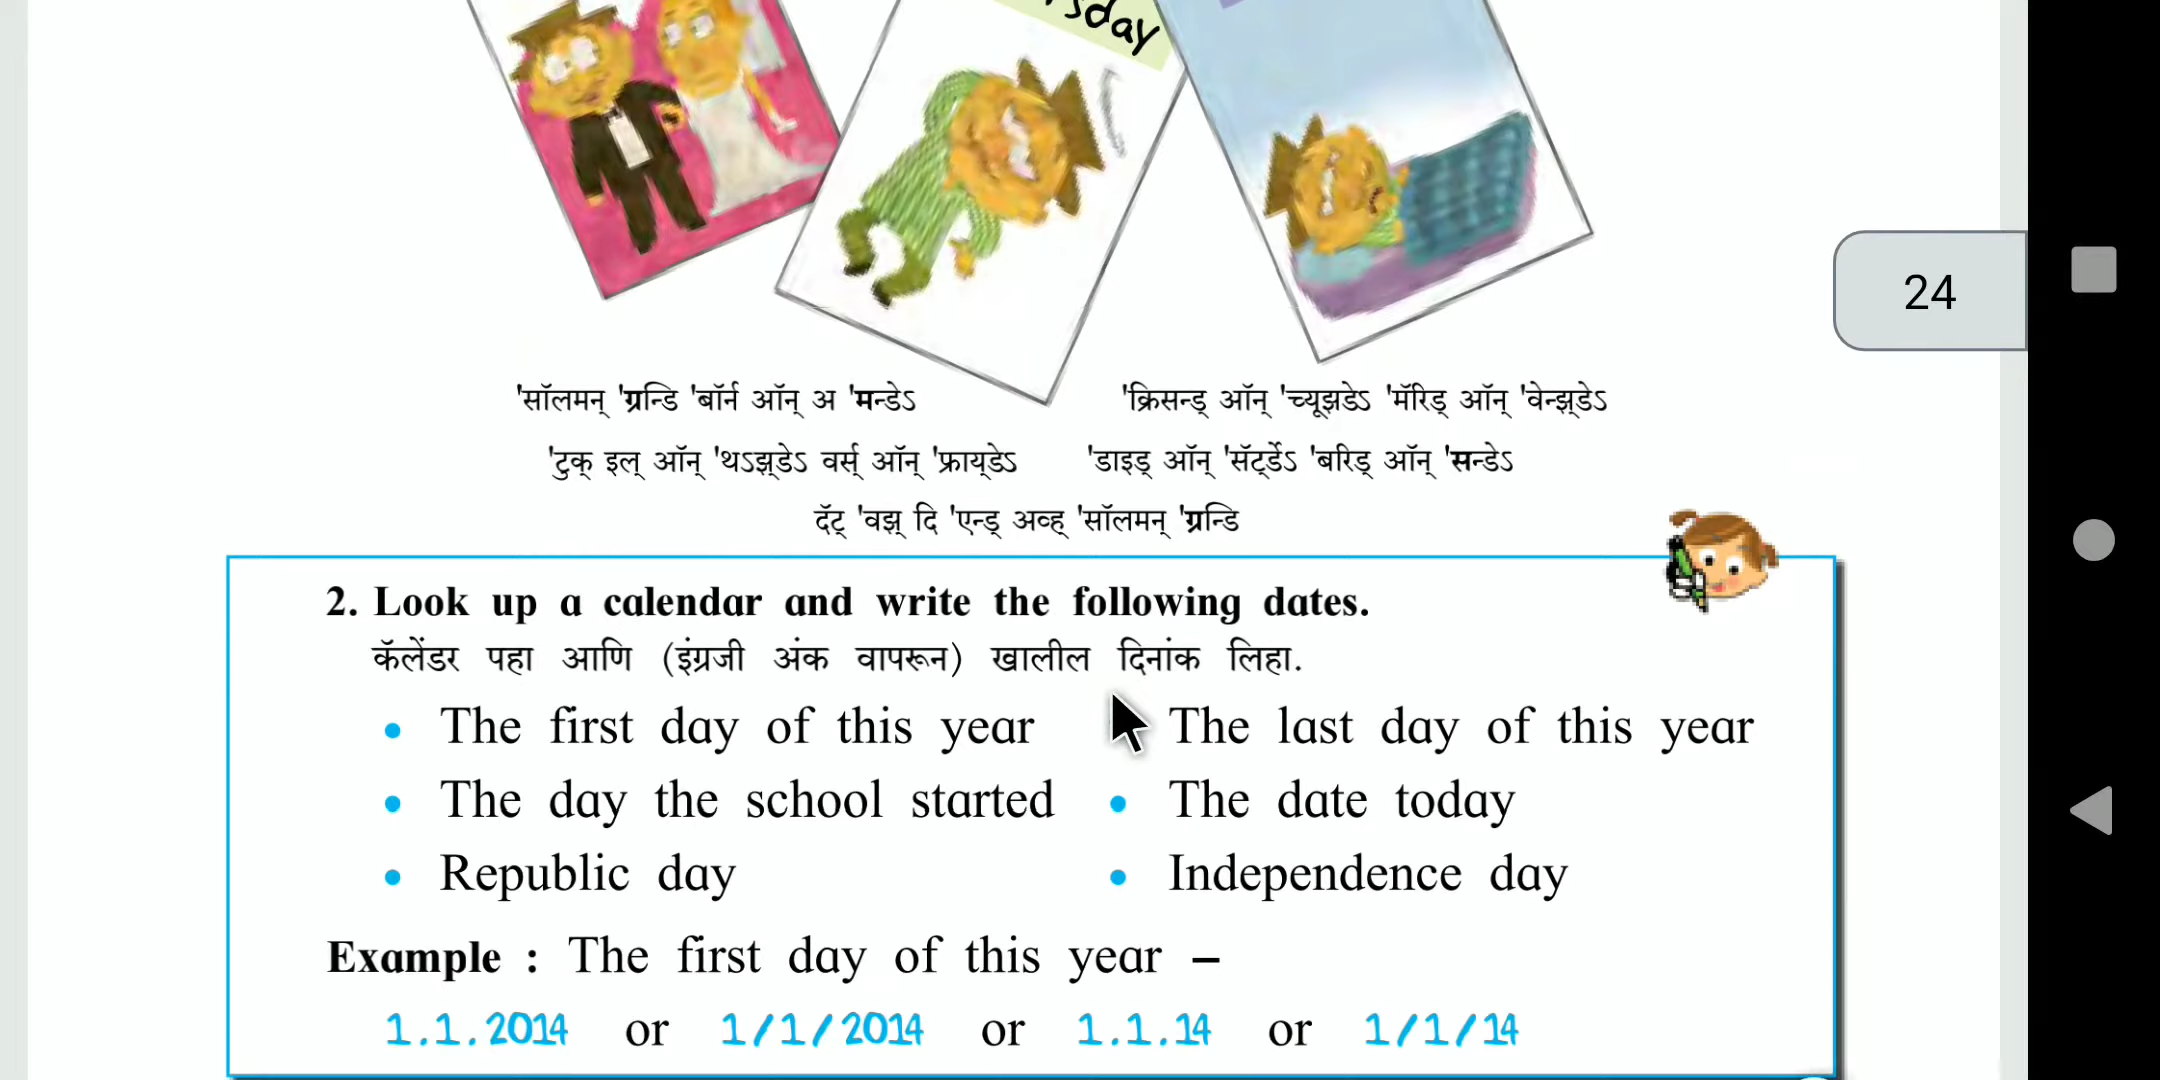 sday
24
'सॉलमन् 'ग्रन्डि 'बॉर्न ऑन् अ 'मन्डेऽ 'क्रिसन्ड् ऑन् 'च्यूझडेऽ 'मॅरिड् ऑन् 'वेन्झ्डेऽ
'टुक् इल् ऑन् 'थऽझ्डेऽ वर्स् ऑन् 'फ्राय्डेऽ 'डाइड् ऑन् 'सॅट्र्डेऽ 'बरिड् ऑन् 'सन्डेऽ
दॅट् 'वझ् दि 'एन्ड् अव्ह् 'सॉलमन् 'ग्रन्डि
2. Look up a calendar and write the following dates.
कॅलेंडर पहा आणि (इंग्रजी अंक वापरून) खालील दिनांक लिहा.
• The first day of this year The last day of this year
• The day the school started • The date today
• Republic day • Independence day
Example : The first day of this year –
1.1.2014 or 1/1/2014 or 1.1.14 or 1/1/14